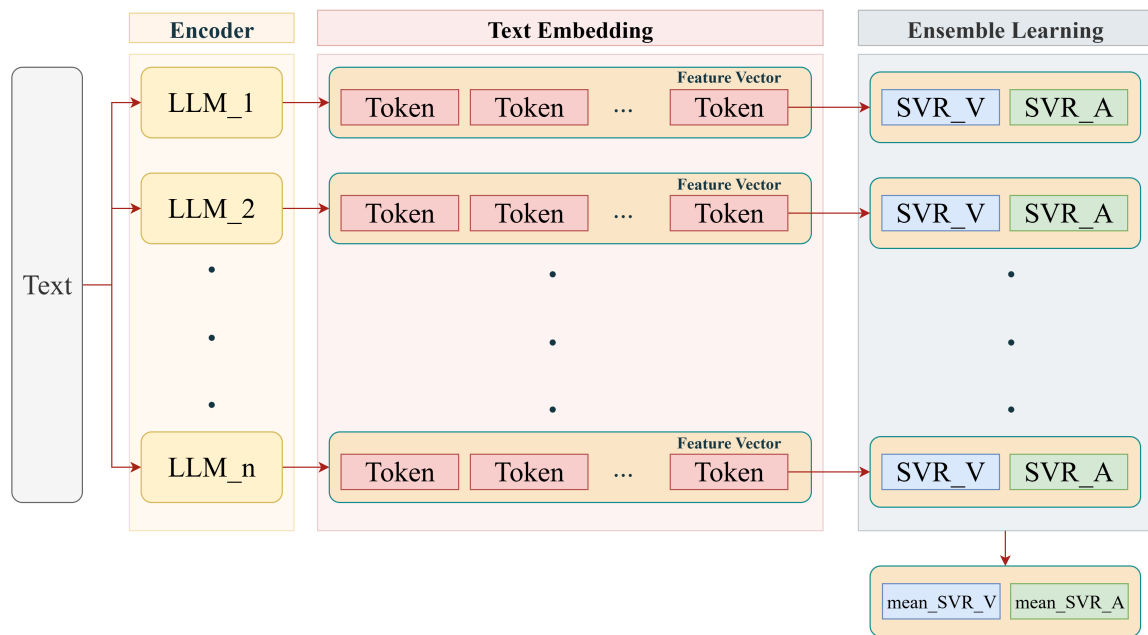 Encoder
Text Embedding
Ensemble Learning
Text
LLM_1
Feature Vector
Token Token ... Token
SVR_V SVR_A
LLM_2
Feature Vector
Token Token ... Token
SVR_V SVR_A
LLM_n
Feature Vector
Token Token ... Token
SVR_V SVR_A
mean_SVR_V mean_SVR_A